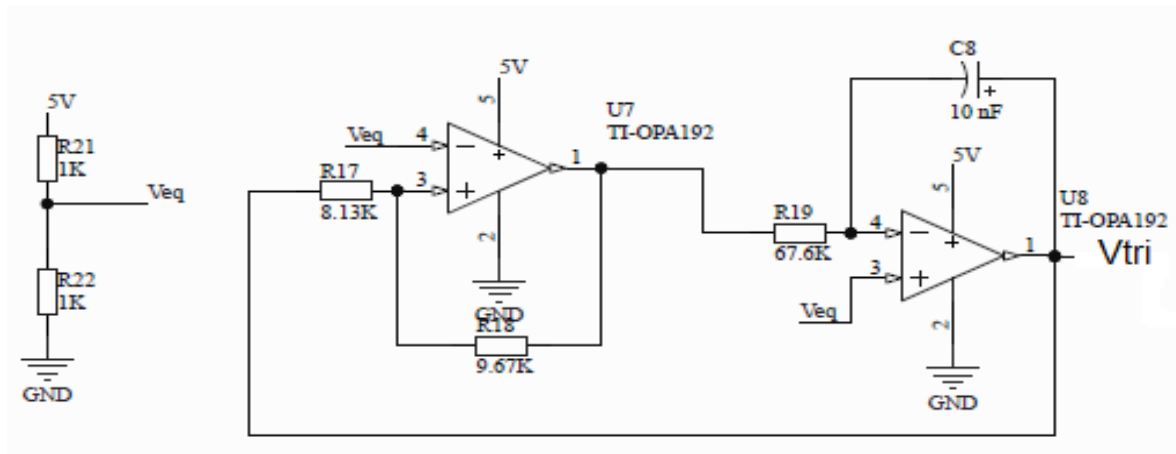 5V
R21
1K
Veq
R22
1K
GND
R17
8.13K
Veq
4
3
5V
5
2
1
U7
TI-OPA192
GND
R18
9.67K
R19
67.6K
C8
10 nF
+
4
3
Veq
5V
5
2
1
U8
TI-OPA192
Vtri
GND